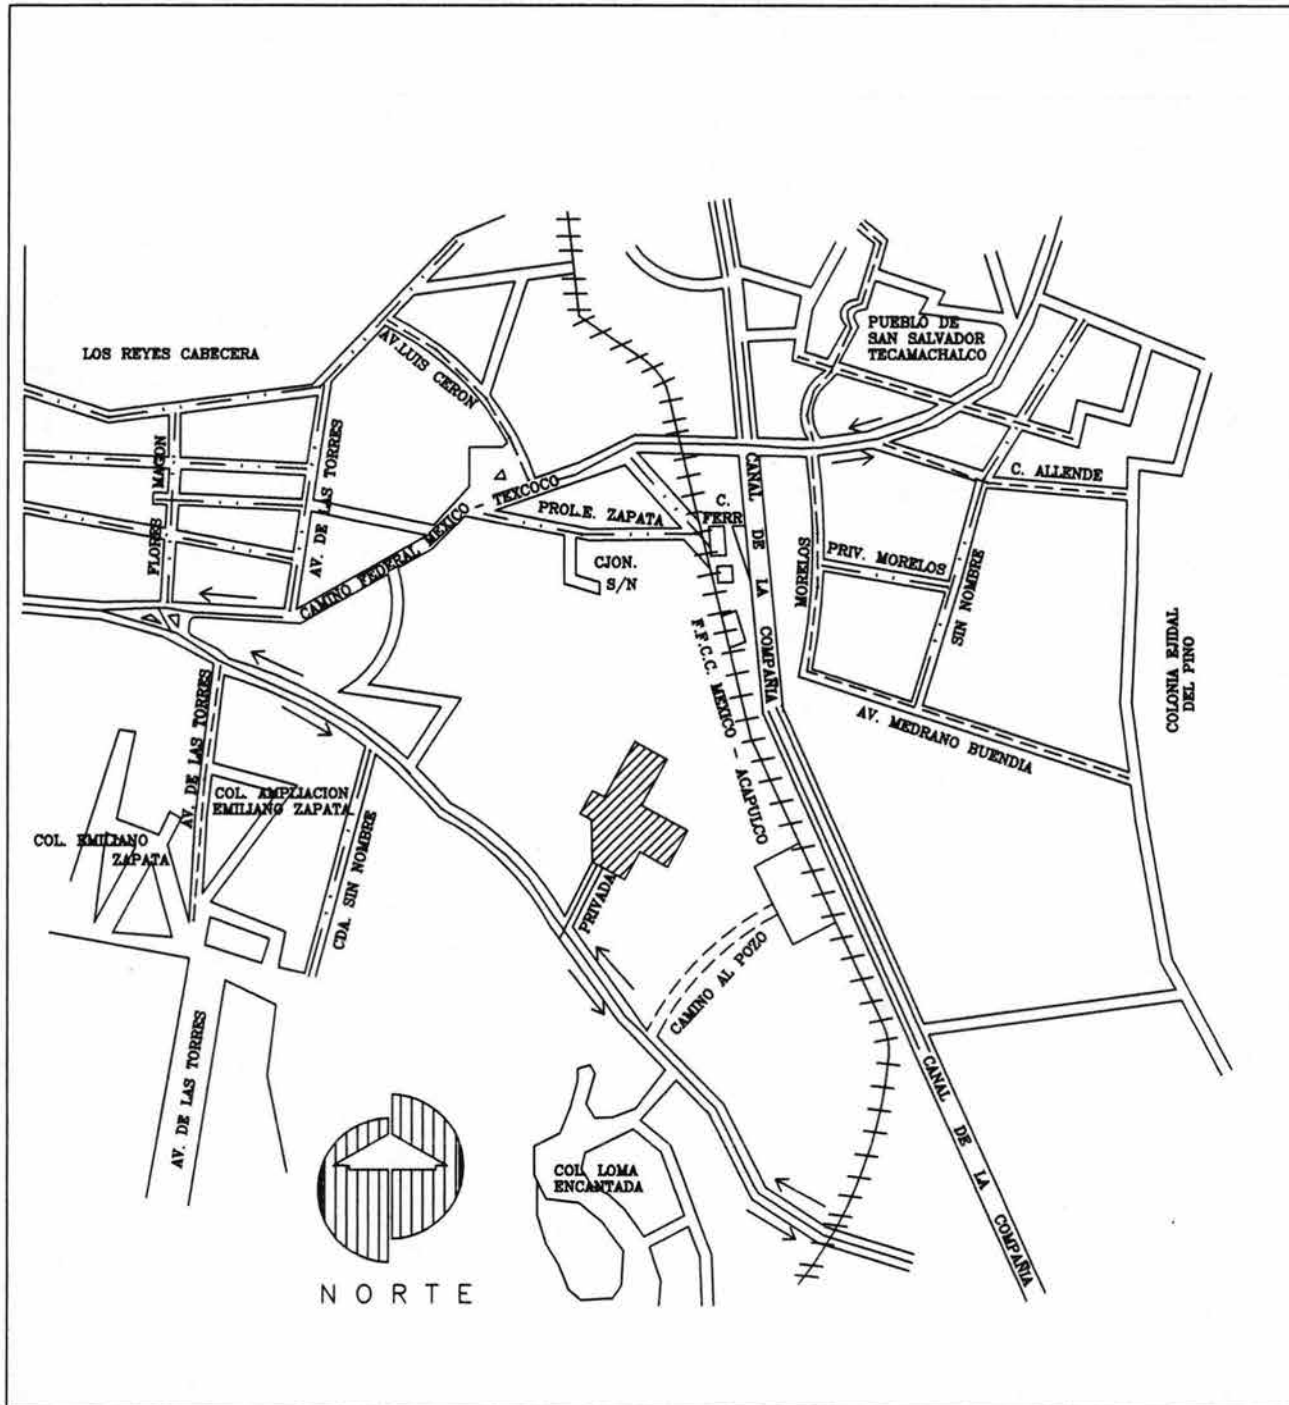 LOS REYES CABECERA
AV.LUIS CERON
PUEBLO DE
SAN SALVADOR
TECAMACHALCO
FLORES MAGON
AV. DE LAS TORRES
CAMINO FEDERAL MEXICO - TEXCOCO
PROL.E. ZAPATA
C.
FERR
CJON.
S/N
CANAL DE LA COMPAÑIA
MORELOS
PRIV. MORELOS
C. ALLENDE
SIN NOMBRE
AV. MEDRANO BUENDIA
COLONIA EJIDAL
DEL PINO
F.F.C.C. MEXICO - ACAPULCO
AV. DE LAS TORRES
COL. AMPLIACION
EMILIANO ZAPATA
COL. EMILIANO
ZAPATA
CDA. SIN NOMBRE
PRIVADA
CAMINO AL POZO
AV. DE LAS TORRES
COL. LOMA
ENCANTADA
CANAL DE LA COMPAÑIA
NORTE